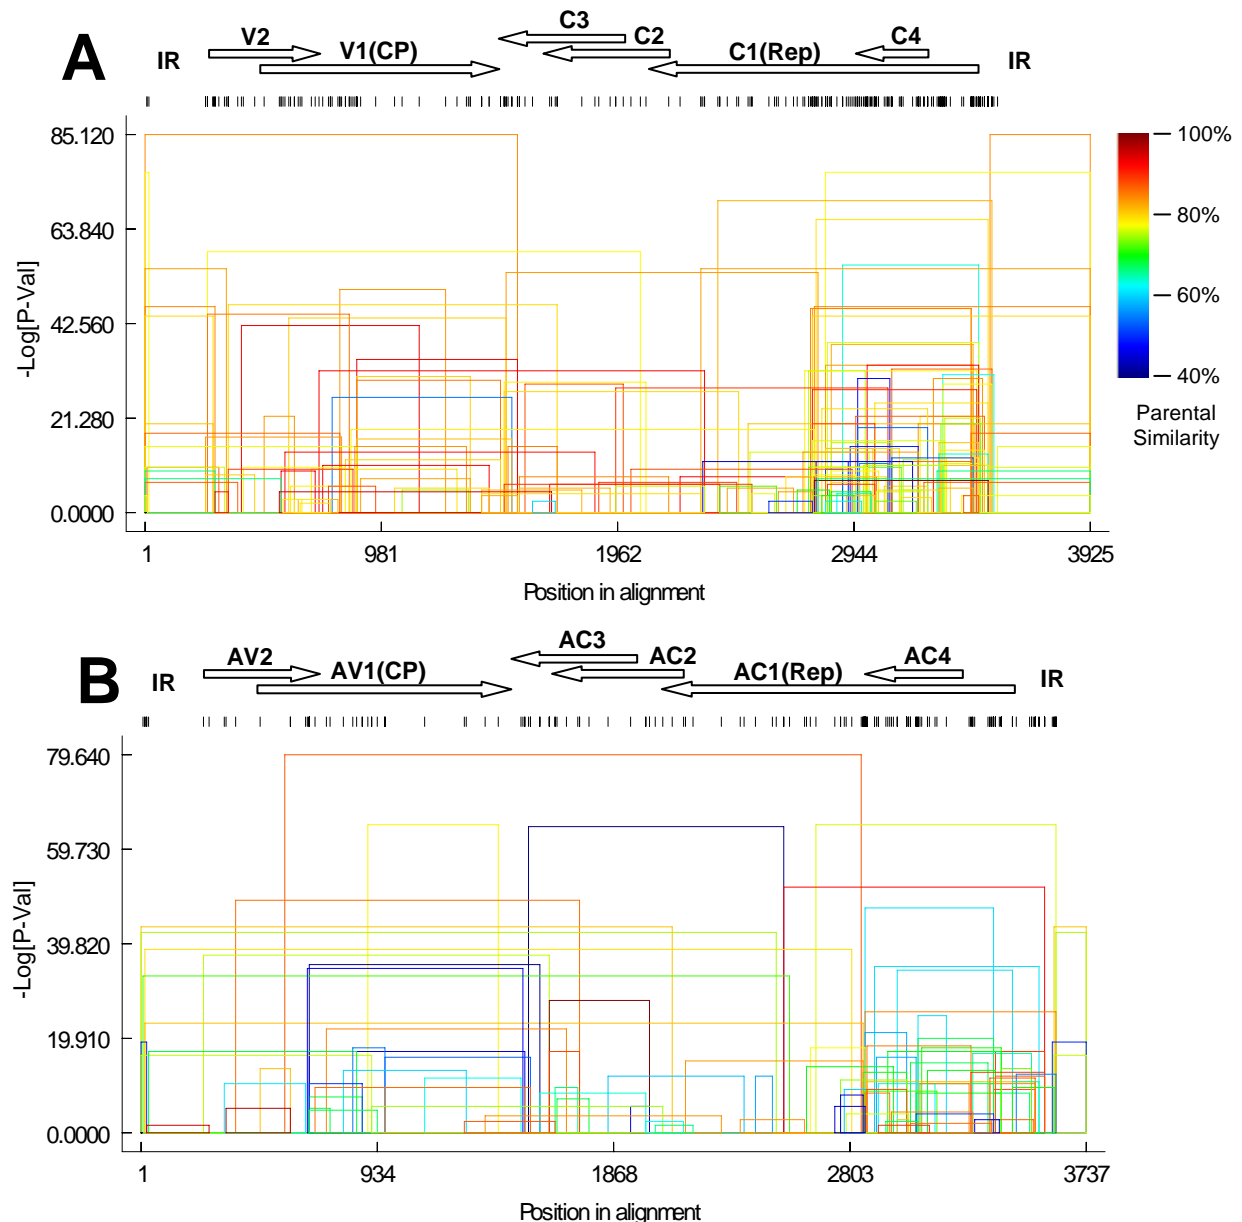 A
IR
V2
V1(CP)
C3
C2
C1(Rep)
C4
IR
85.120
63.840
42.560
21.280
0.0000
-Log[P-Val]
1
981
1962
2944
3925
Position in alignment
100%
80%
60%
40%
Parental
Similarity
B
IR
AV2
AV1(CP)
AC3
AC2
AC1(Rep)
AC4
IR
79.640
59.730
39.820
19.910
0.0000
-Log[P-Val]
1
934
1868
2803
3737
Position in alignment